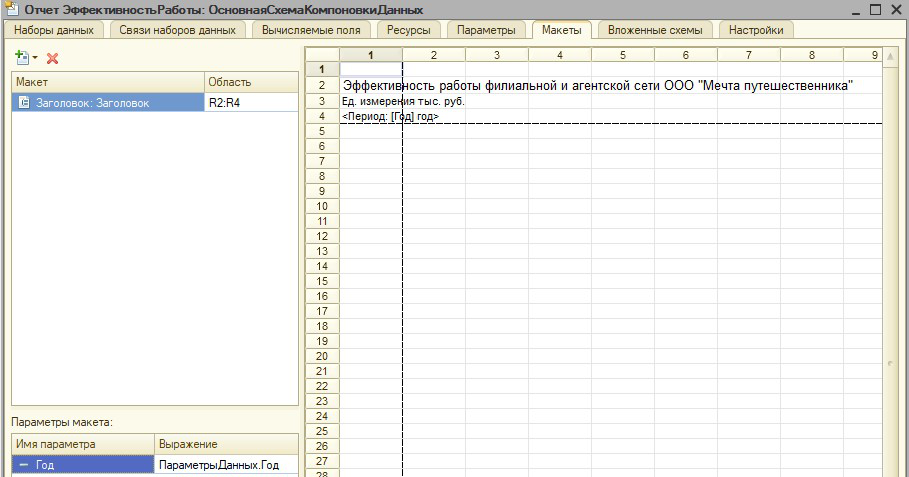 Отчет ЭффективностьРаботы: ОсновнаяСхемаКомпоновкиДанных
Наборы данных Связи наборов данных Вычисляемые поля Ресурсы Параметры Макеты Вложенные схемы Настройки
Макет Область
Заголовок: Заголовок R2:R4
Параметры макета:
Имя параметра Выражение
Год ПараметрыДанных.Год
1 2 3 4 5 6 7 8 9
1
2 Эффективность работы филиальной и агентской сети ООО "Мечта путешественника"
3 Ед. измерения тыс. руб.
4 <Период: [Год] год>
5
6
7
8
9
10
11
12
13
14
15
16
17
18
19
20
21
22
23
24
25
26
27
28